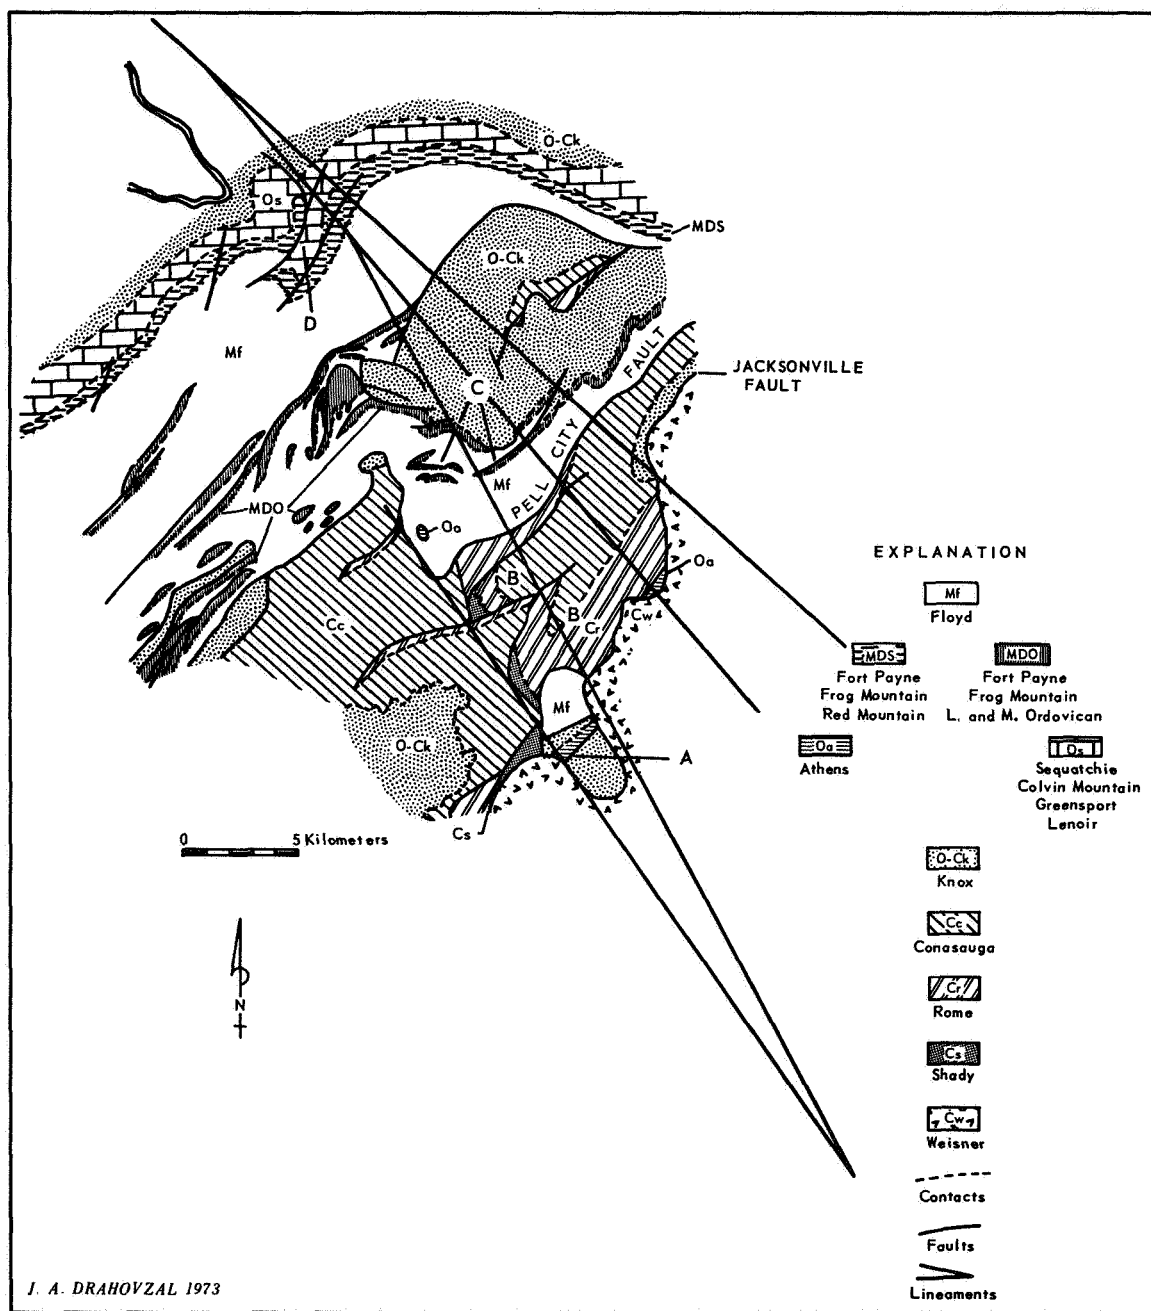 O-Ck
Os
MDS
O-Ck
D
Mf
FAULT
JACKSONVILLE
FAULT
C
CITY
Mf
PELL
MDO
Oa
Oa
B
B
Cw
Cc
Cr
Mf
O-Ck
A
Cs
0 5 Kilometers
N
EXPLANATION
Mf
Floyd
MDS
Fort Payne
Frog Mountain
Red Mountain
MDO
Fort Payne
Frog Mountain
L. and M. Ordovican
Oa
Athens
Os
Sequatchie
Colvin Mountain
Greensport
Lenoir
O-Ck
Knox
Cc
Conasauga
Cr
Rome
Cs
Shady
Cw
Weisner
Contacts
Faults
Lineaments
J. A. DRAHOVZAL 1973